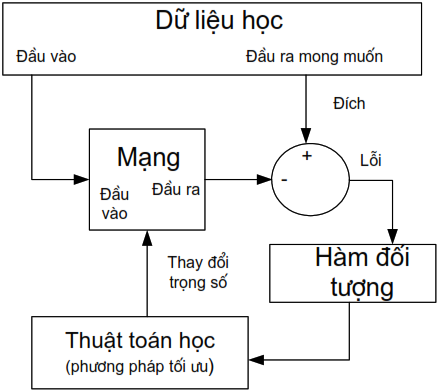 Dữ liệu học
Đầu vào
Đầu ra mong muốn
Đích
Mạng
Đầu
vào
Đầu ra
+
-
Lỗi
Hàm đối
tượng
Thay đổi
trọng số
Thuật toán học
(phương pháp tối ưu)